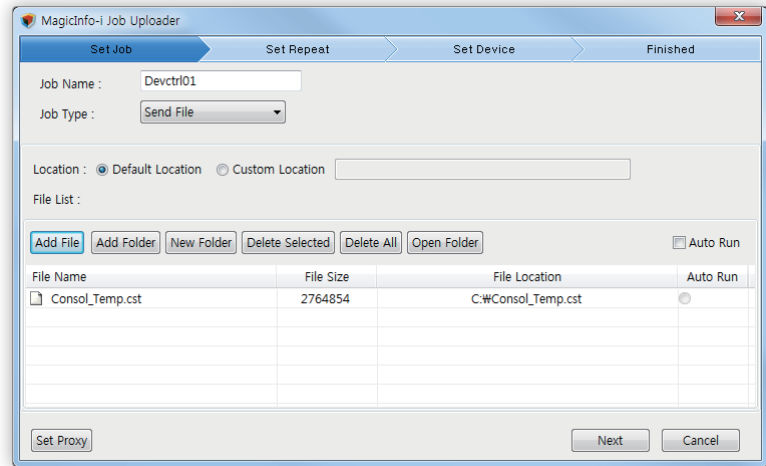 MagicInfo-i Job Uploader
Set Job Set Repeat Set Device Finished
Job Name : Devctrl01
Job Type : Send File
Location : Default Location Custom Location
File List :
Add File Add Folder New Folder Delete Selected Delete All Open Folder Auto Run
File Name File Size File Location Auto Run
Consol_Temp.cst 2764854 C:₩Consol_Temp.cst
Set Proxy Next Cancel